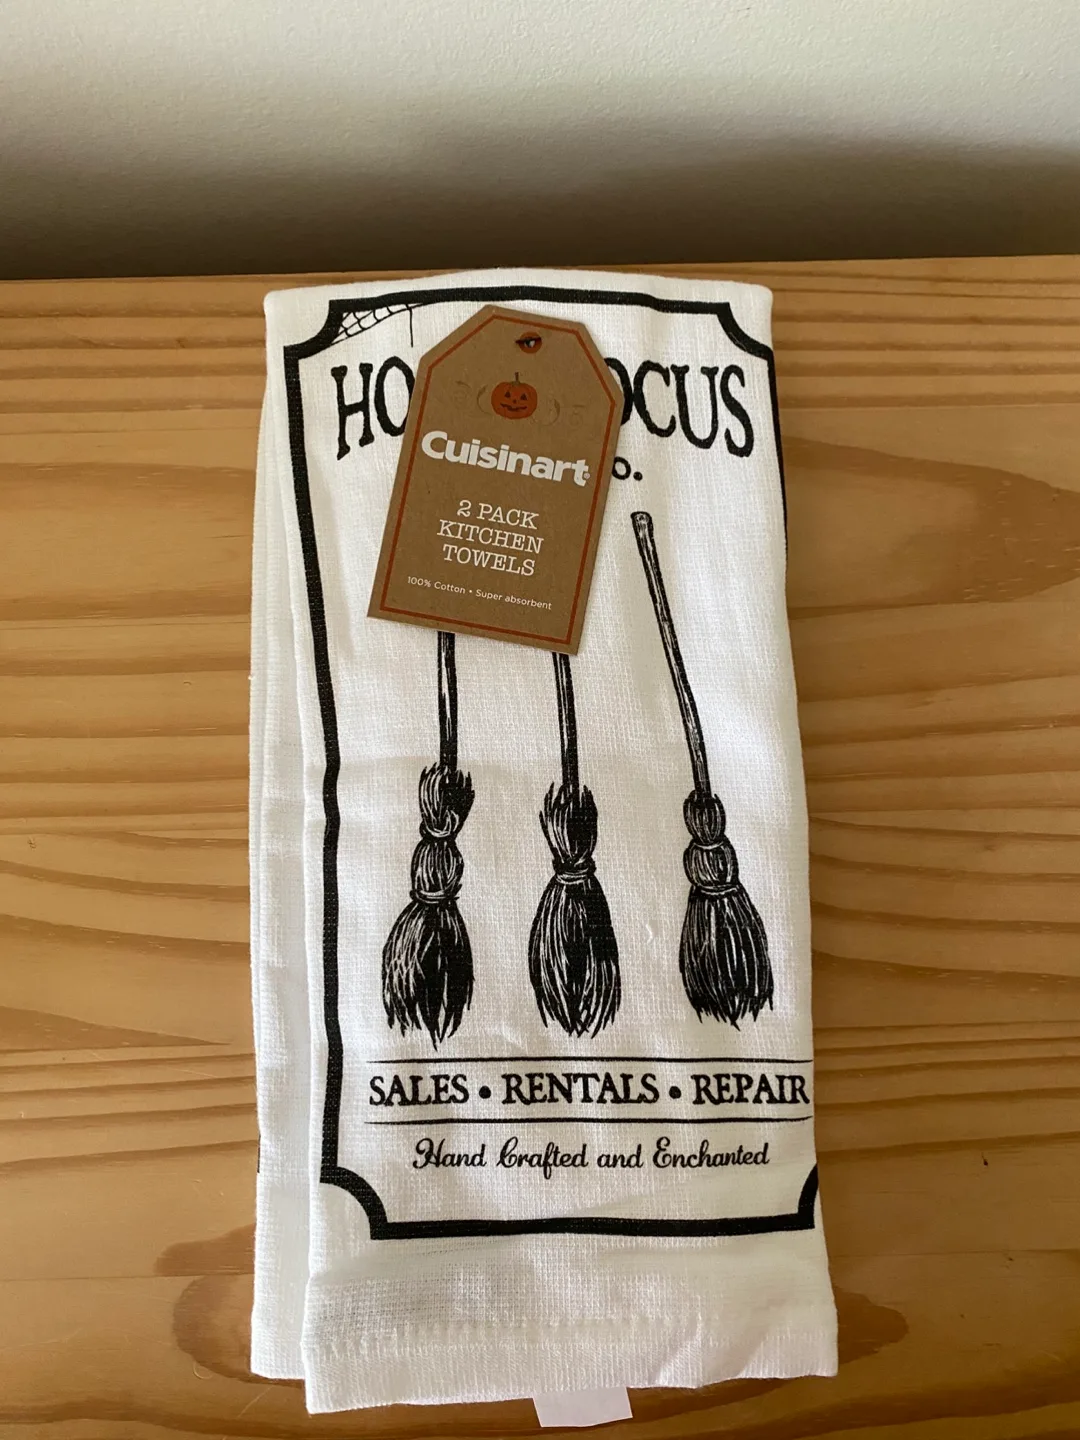 HO OCUS
o.
Cuisinart
2 PACK
KITCHEN
TOWELS
100% Cotton • Super absorbent
SALES • RENTALS • REPAIR
Hand Crafted and Enchanted